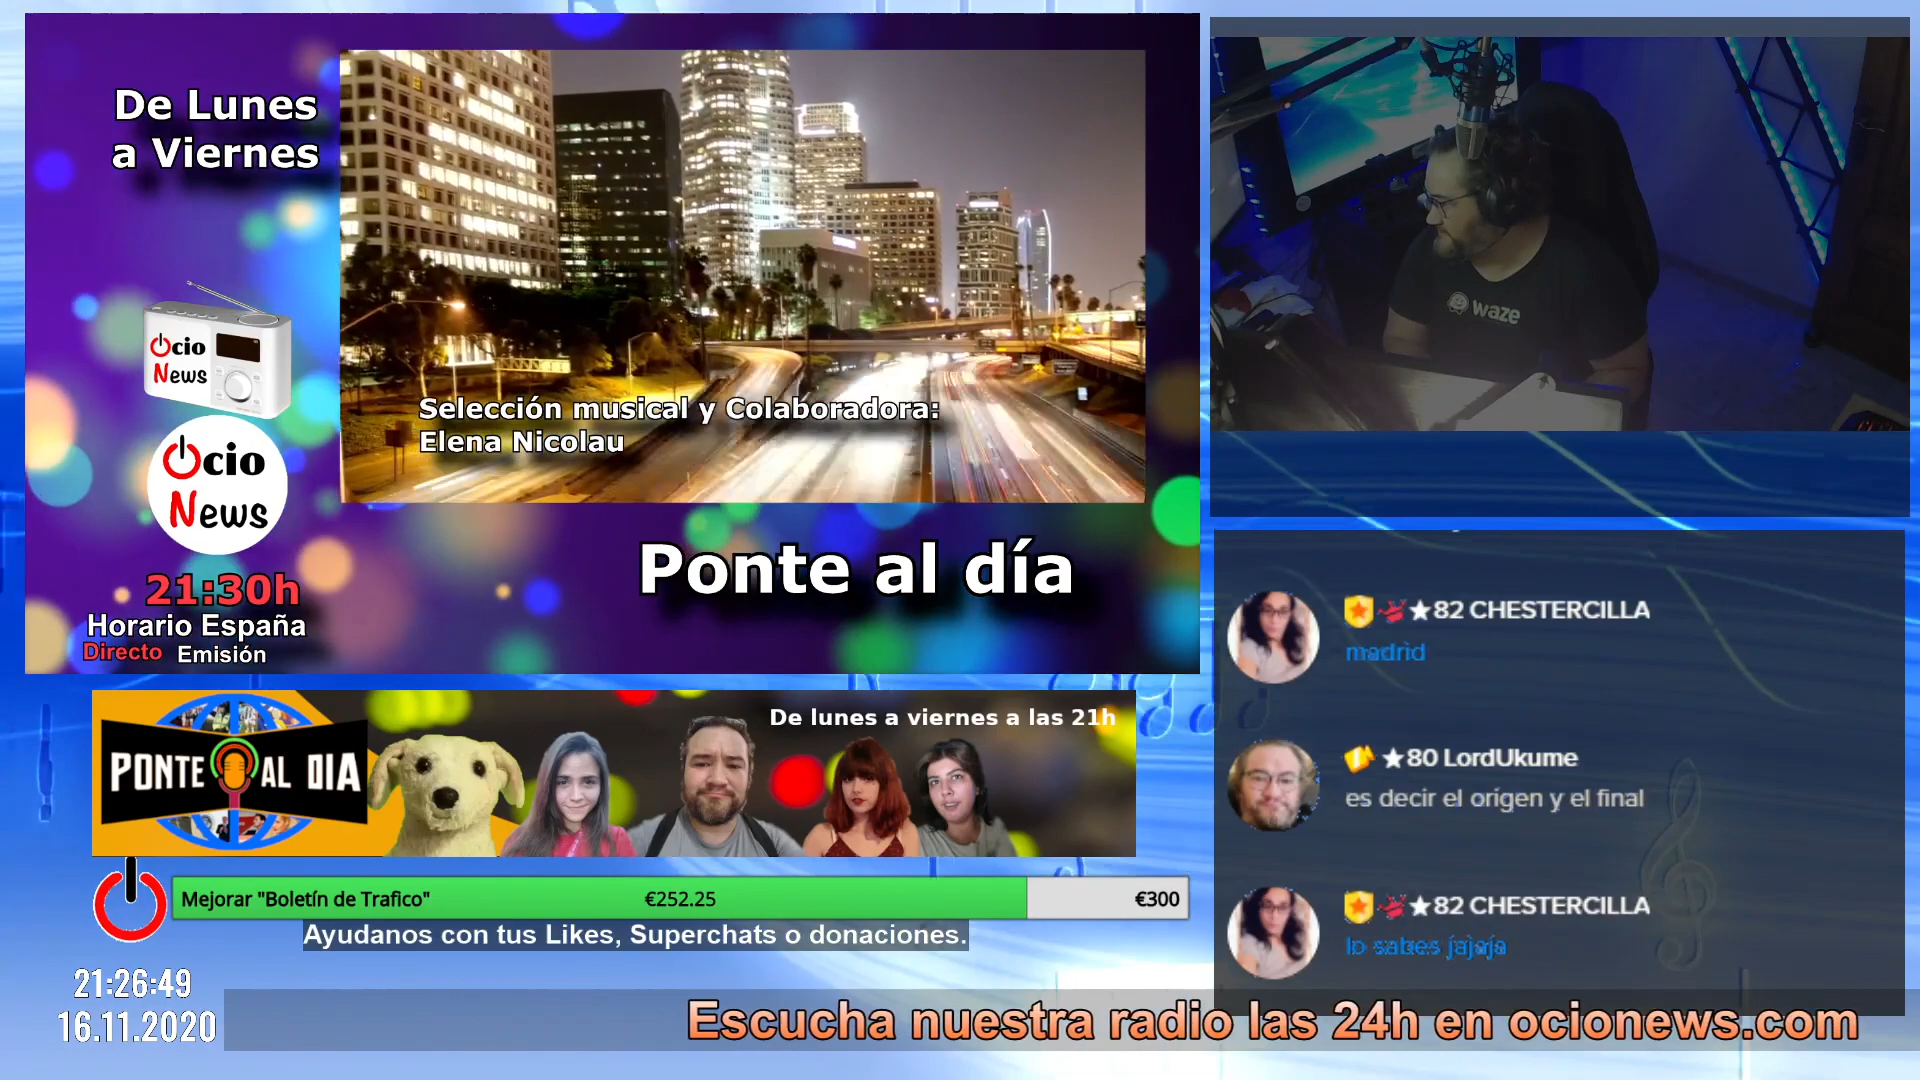 De Lunes
a Viernes
Selección musical y Colaboradora:
Elena Nicolau
Ocio
News
Ocio
News
Ponte al día
21:30h
Horario España
Directo Emisión
De lunes a viernes a las 21h
PONTE AL DIA
Mejorar "Boletín de Trafico" €252.25 €300
Ayudanos con tus Likes, Superchats o donaciones.
21:26:49
16.11.2020
Escucha nuestra radio las 24h en ocionews.com
waze
82 CHESTERCILLA
madrid
80 LordUkume
es decir el origen y el final
82 CHESTERCILLA
lo sabes jajaja